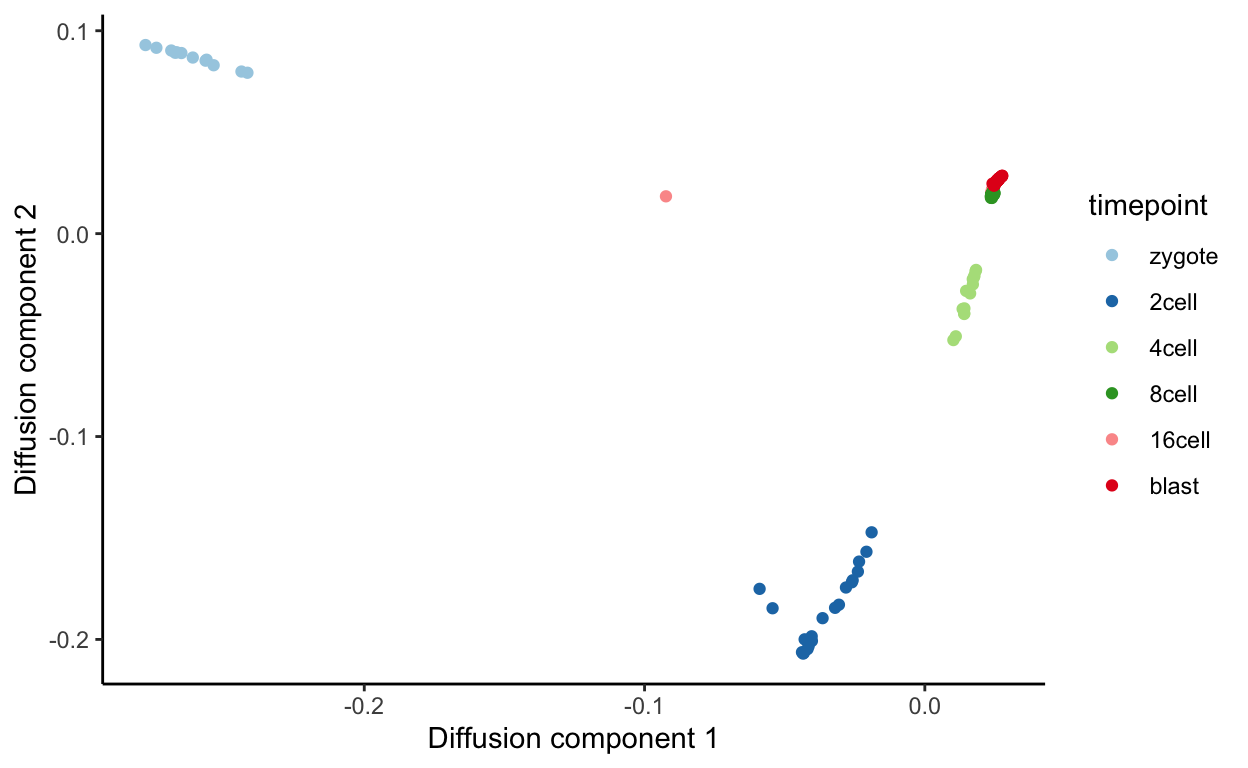 0.1
0.0
-0.1
-0.2
Diffusion component 2
-0.2
-0.1
0.0
Diffusion component 1
timepoint
zygote
2cell
4cell
8cell
16cell
blast